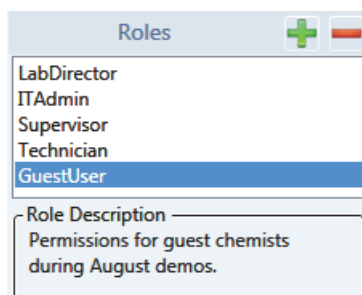 Roles
LabDirector
ITAdmin
Supervisor
Technician
GuestUser
Role Description
Permissions for guest chemists
during August demos.